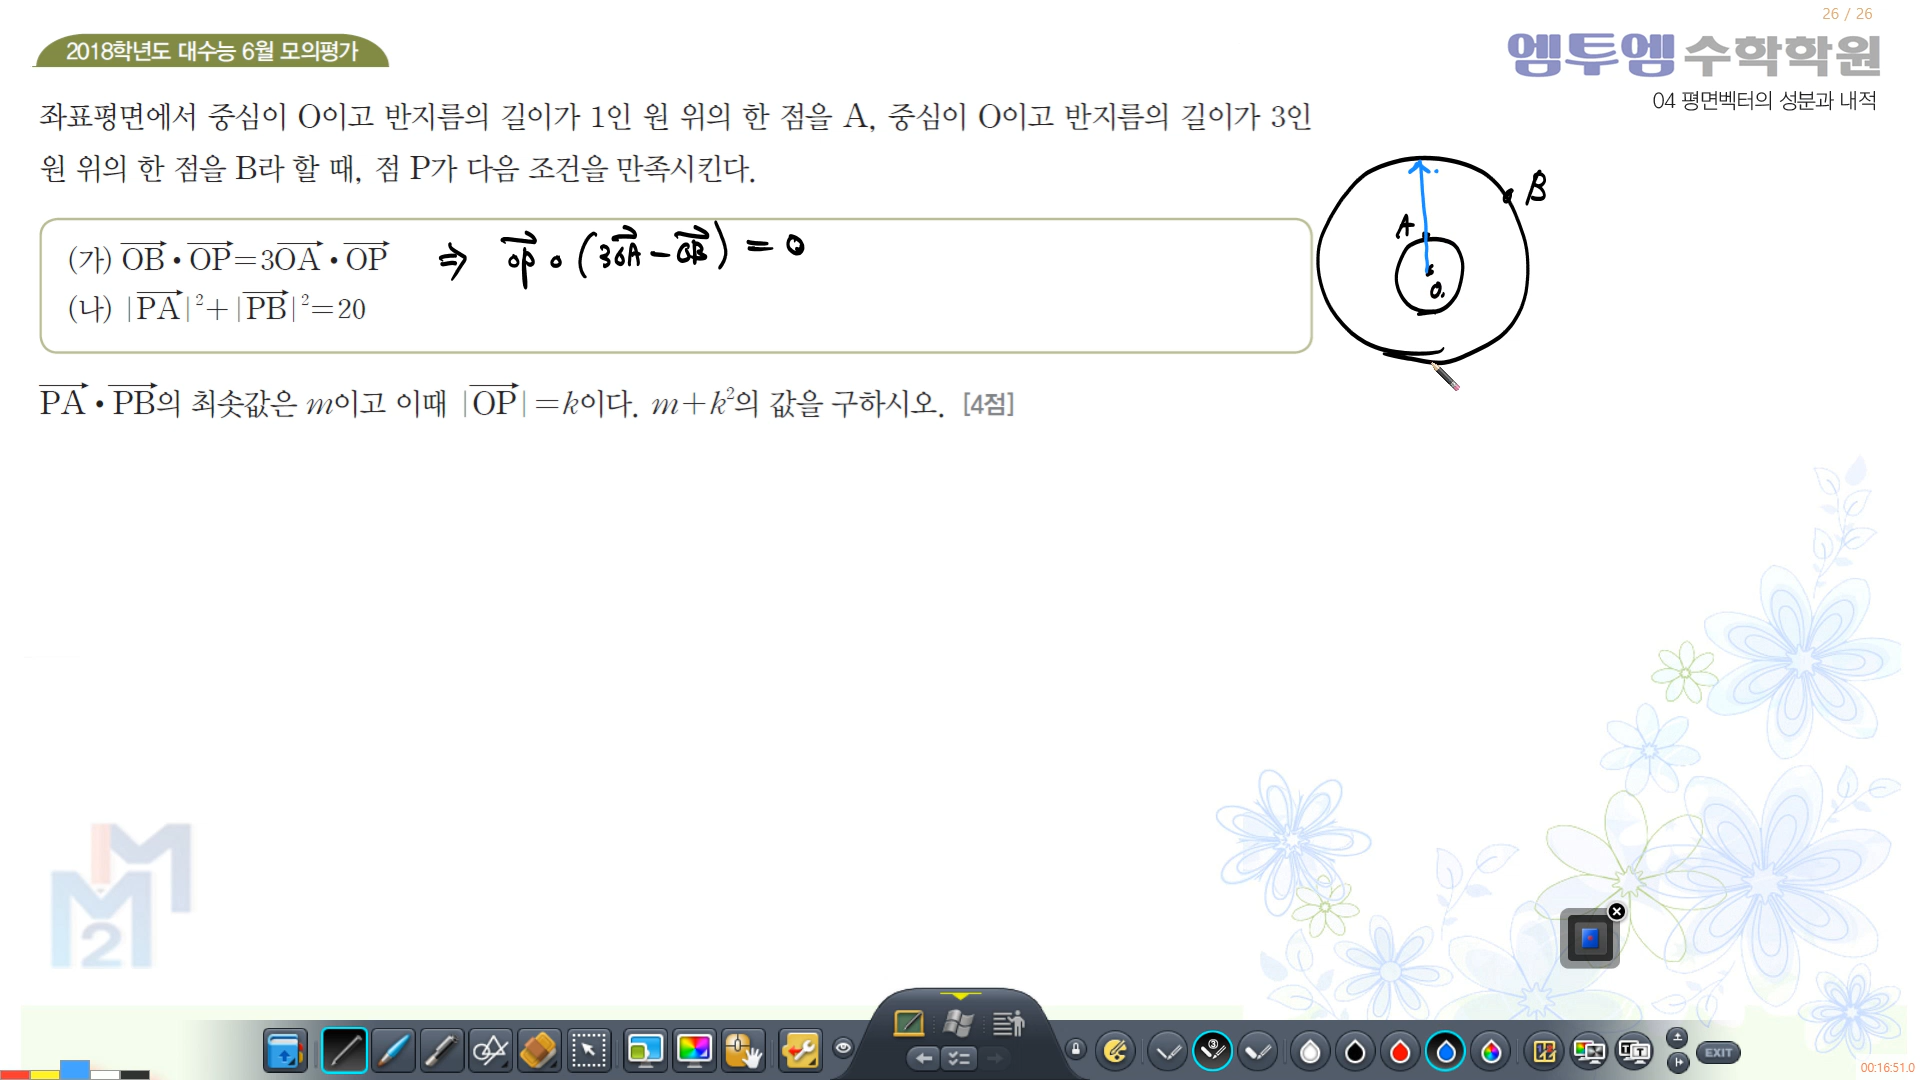 26 / 26
2018학년도 대수능 6월 모의평가
엠투엠 수학학원
04 평면벡터의 성분과 내적
좌표평면에서 중심이 O이고 반지름의 길이가 1인 원 위의 한 점을 A, 중심이 O이고 반지름의 길이가 3인
원 위의 한 점을 B라 할 때, 점 P가 다음 조건을 만족시킨다.
(가) OB • OP=3OA • OP ⇒ OP • (3OA − OB) = 0
(나) |PA|²+|PB|²=20
A
B
O.
PA • PB의 최솟값은 m이고 이때 |OP|=k이다. m+k²의 값을 구하시오. [4점]
M
M
2
EXIT
00:16:51.0